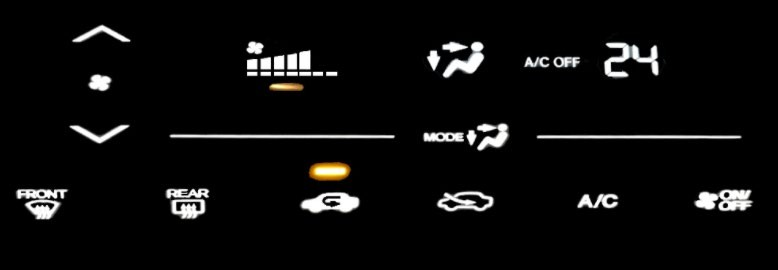 A/C OFF 24
MODE
FRONT REAR A/C ON/
OFF